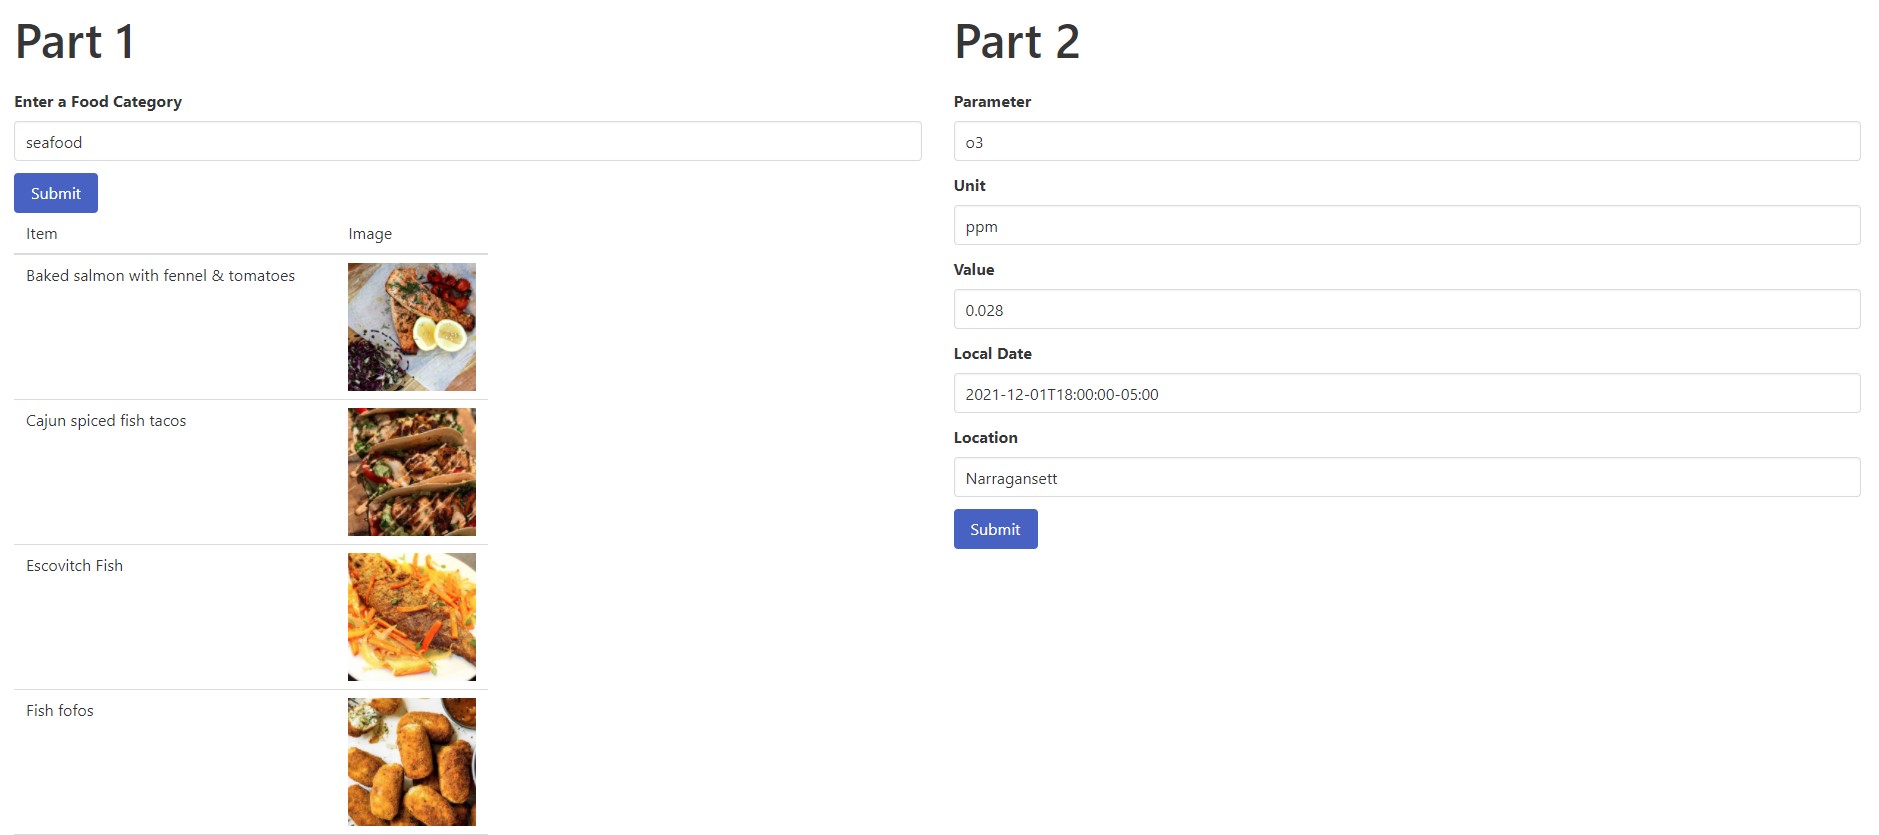 Part 1
Enter a Food Category
seafood
Submit
Item Image
Baked salmon with fennel & tomatoes
Cajun spiced fish tacos
Escovitch Fish
Fish fofos
Part 2
Parameter
o3
Unit
ppm
Value
0.028
Local Date
2021-12-01T18:00:00-05:00
Location
Narragansett
Submit